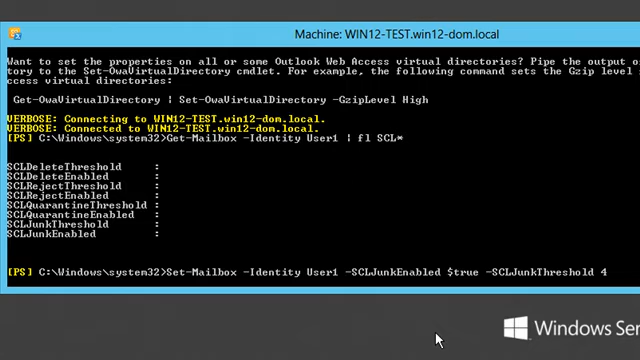 Machine: WIN12-TEST.win12-dom.local
Want to set the properties on all or some Outlook Web Access virtual directories? Pipe the output o
tory to the Set-OwaVirtualDirectory cmdlet. For example, the following command sets the Gzip level
ccess virtual directories:
Get-OwaVirtualDirectory | Set-OwaVirtualDirectory -GzipLevel High
VERBOSE: Connecting to WIN12-TEST.win12-dom.local.
VERBOSE: Connected to WIN12-TEST.win12-dom.local.
[PS] C:\Windows\system32>Get-Mailbox -Identity User1 | fl SCL*
SCLDeleteThreshold :
SCLDeleteEnabled :
SCLRejectThreshold :
SCLRejectEnabled :
SCLQuarantineThreshold :
SCLQuarantineEnabled :
SCLJunkThreshold :
SCLJunkEnabled :
[PS] C:\Windows\system32>Set-Mailbox -Identity User1 -SCLJunkEnabled $true -SCLJunkThreshold 4
Windows Ser